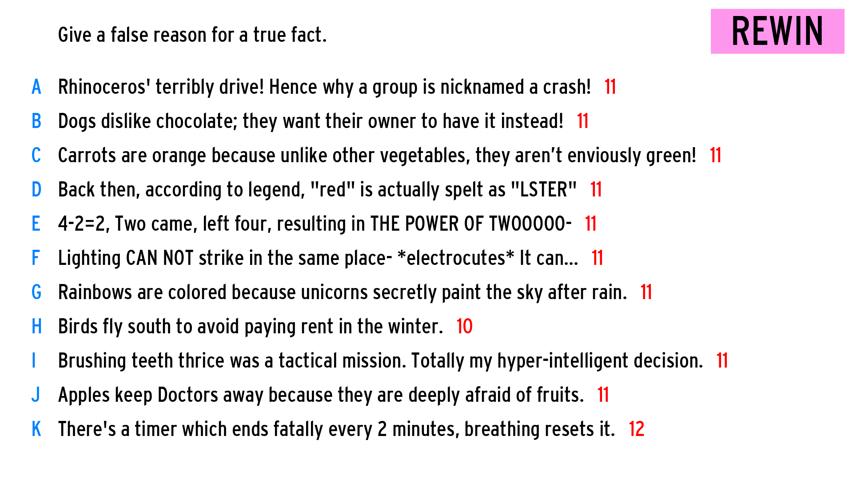 Give a false reason for a true fact.
REWIN
A Rhinoceros' terribly drive! Hence why a group is nicknamed a crash! 11
B Dogs dislike chocolate; they want their owner to have it instead! 11
C Carrots are orange because unlike other vegetables, they aren't enviously green! 11
D Back then, according to legend, "red" is actually spelt as "LSTER" 11
E 4-2=2, Two came, left four, resulting in THE POWER OF TWOOOOO- 11
F Lighting CAN NOT strike in the same place- *electrocutes* It can... 11
G Rainbows are colored because unicorns secretly paint the sky after rain. 11
H Birds fly south to avoid paying rent in the winter. 10
I Brushing teeth thrice was a tactical mission. Totally my hyper-intelligent decision. 11
J Apples keep Doctors away because they are deeply afraid of fruits. 11
K There's a timer which ends fatally every 2 minutes, breathing resets it. 12